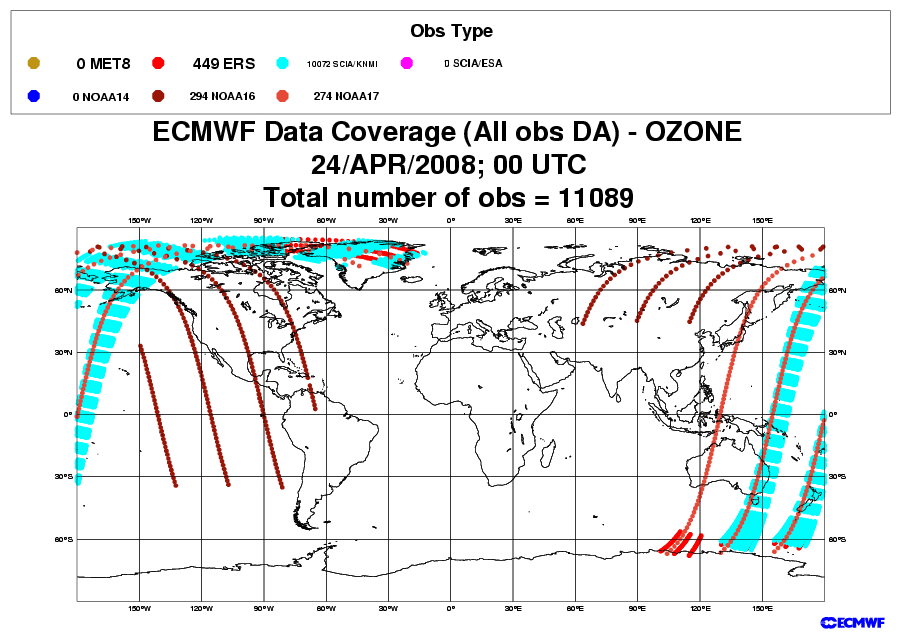 Obs Type
0 MET8 449 ERS 10072 SCIA/KNMI 0 SCIA/ESA
0 NOAA14 294 NOAA16 274 NOAA17
ECMWF Data Coverage (All obs DA) - OZONE
24/APR/2008; 00 UTC
Total number of obs = 11089
150°W 120°W 90°W 60°W 30°W 0° 30°E 60°E 90°E 120°E 150°E
60°N 60°N
30°N 30°N
0° 0°
30°S 30°S
60°S 60°S
150°W 120°W 90°W 60°W 30°W 0° 30°E 60°E 90°E 120°E 150°E
ECMWF